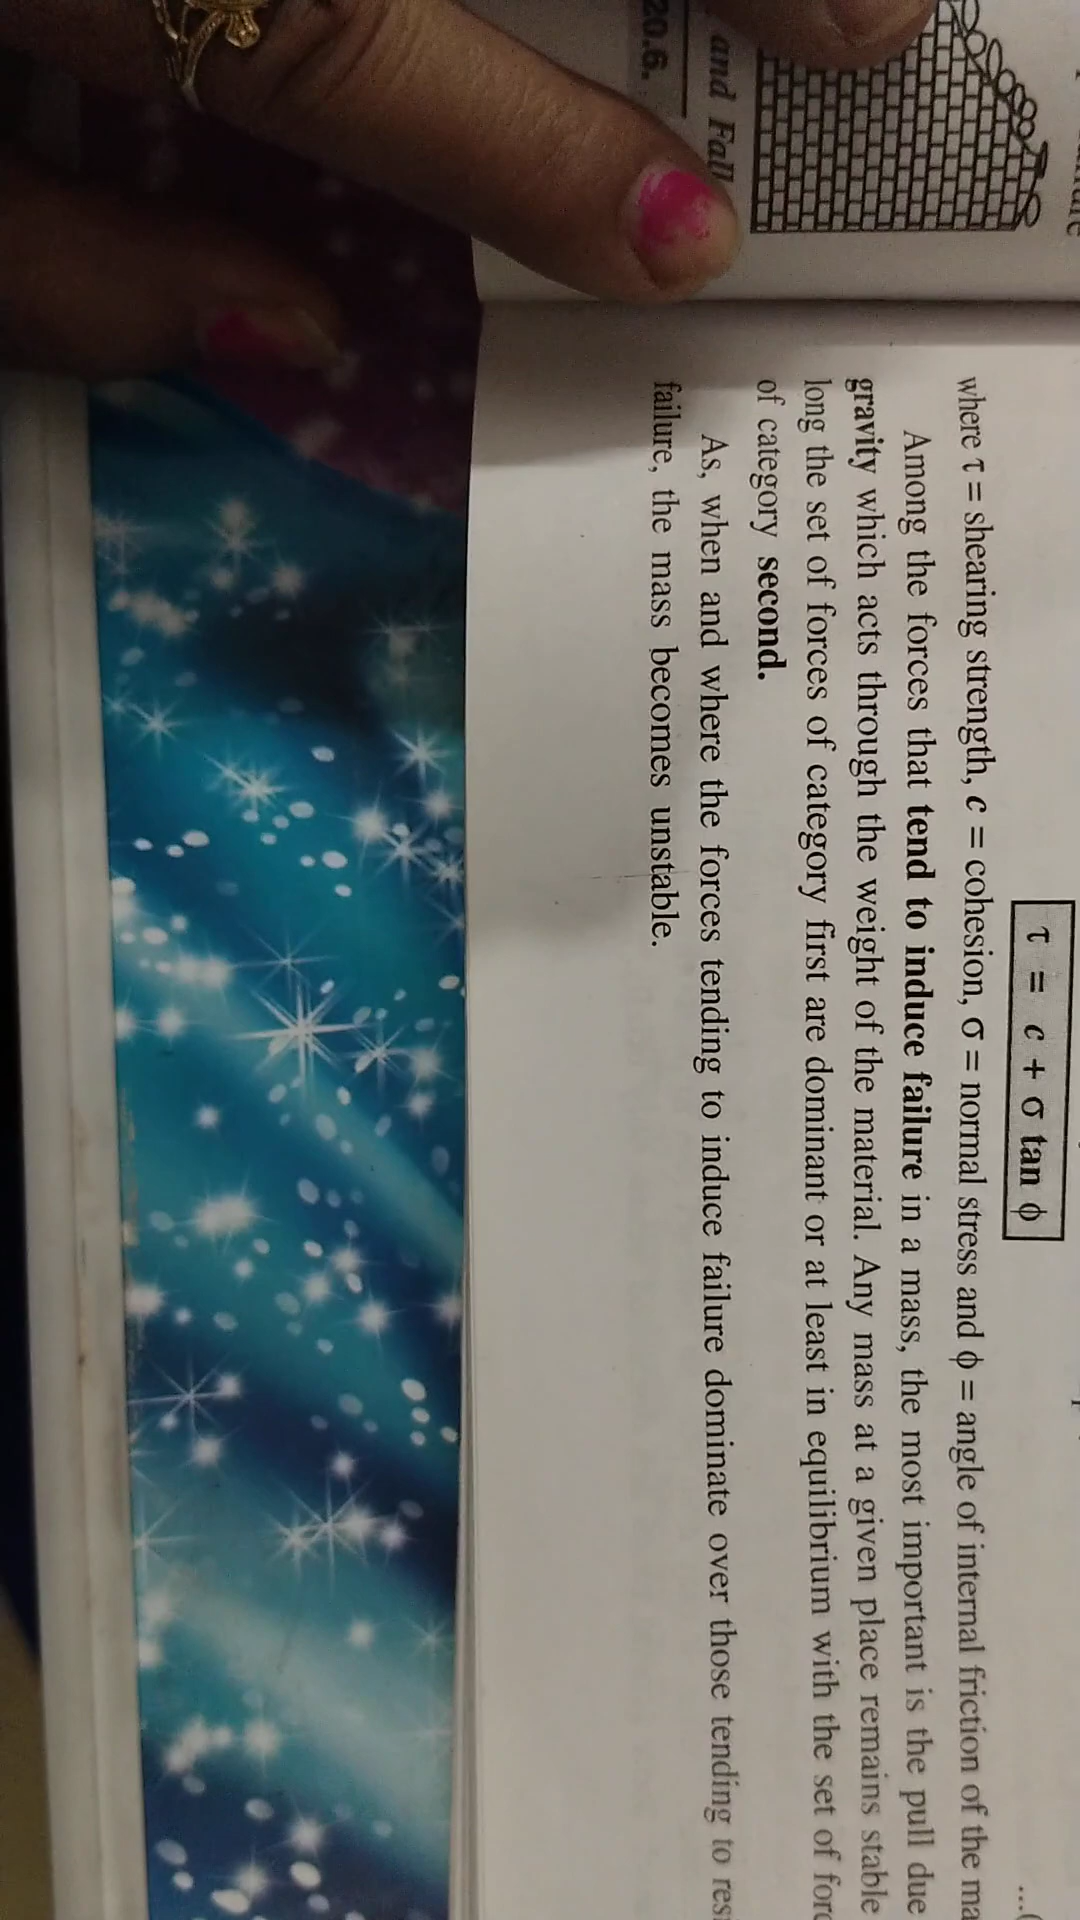 and Fall
20.6.
τ = c + σ tan ϕ
...(
where τ = shearing strength, c = cohesion, σ = normal stress and ϕ = angle of internal friction of the ma
Among the forces that tend to induce failure in a mass, the most important is the pull due
gravity which acts through the weight of the material. Any mass at a given place remains stable
long the set of forces of category first are dominant or at least in equilibrium with the set of forc
of category second.
As, when and where the forces tending to induce failure dominate over those tending to resi
failure, the mass becomes unstable.